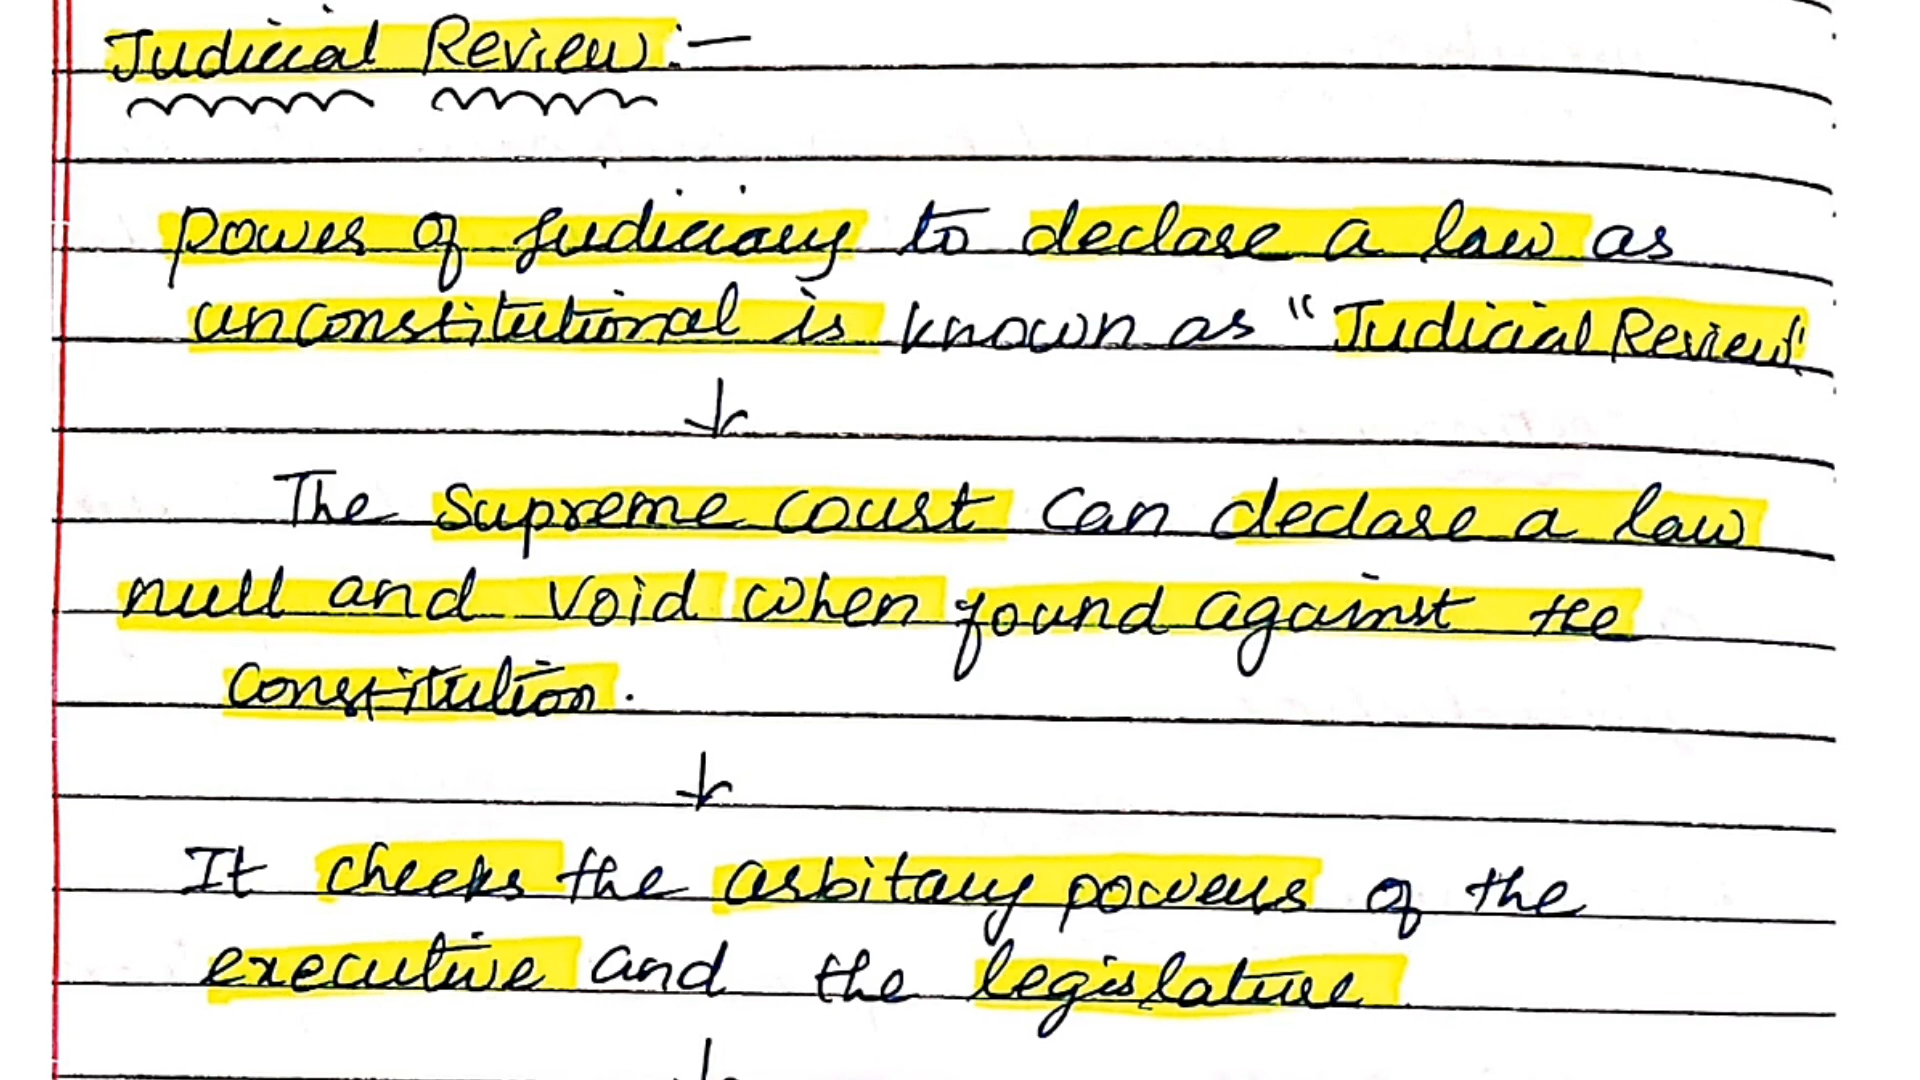 Judicial Review:-
power of judiciary to declare a law as
unconstitutional is known as "Judicial Review"
↓
The Supreme court can declare a law
null and void when found against the
constitution.
↓
It checks the arbitary powers of the
executive and the legislature
↓